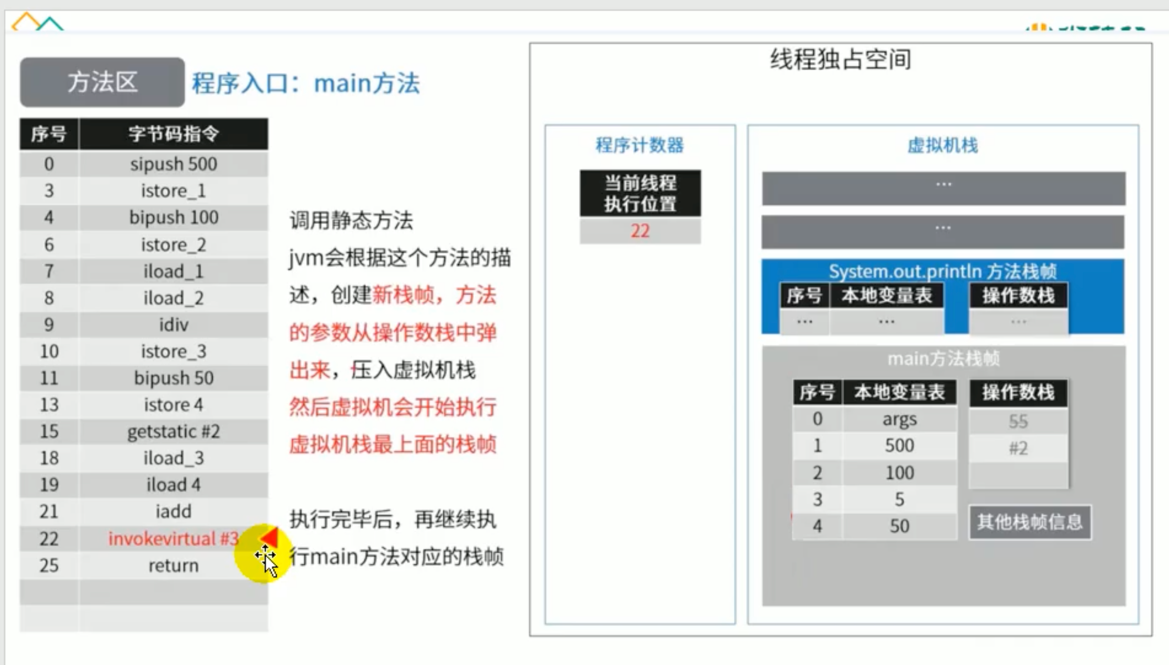 方法区
程序入口：main方法
序号 字节码指令
0 sipush 500
3 istore_1
4 bipush 100
6 istore_2
7 iload_1
8 iload_2
9 idiv
10 istore_3
11 bipush 50
13 istore 4
15 getstatic #2
18 iload_3
19 iload 4
21 iadd
22 invokevirtual #3
25 return
调用静态方法
jvm会根据这个方法的描
述，创建新栈帧，方法
的参数从操作数栈中弹
出来，压入虚拟机栈
然后虚拟机会开始执行
虚拟机栈最上面的栈帧
执行完毕后，再继续执
行main方法对应的栈帧
线程独占空间
程序计数器
当前线程
执行位置
22
虚拟机栈
...
...
System.out.println 方法栈帧
序号 本地变量表 操作数栈
... ... ...
main方法栈帧
序号 本地变量表 操作数栈
0 args 55
1 500 #2
2 100
3 5
4 50
其他栈帧信息